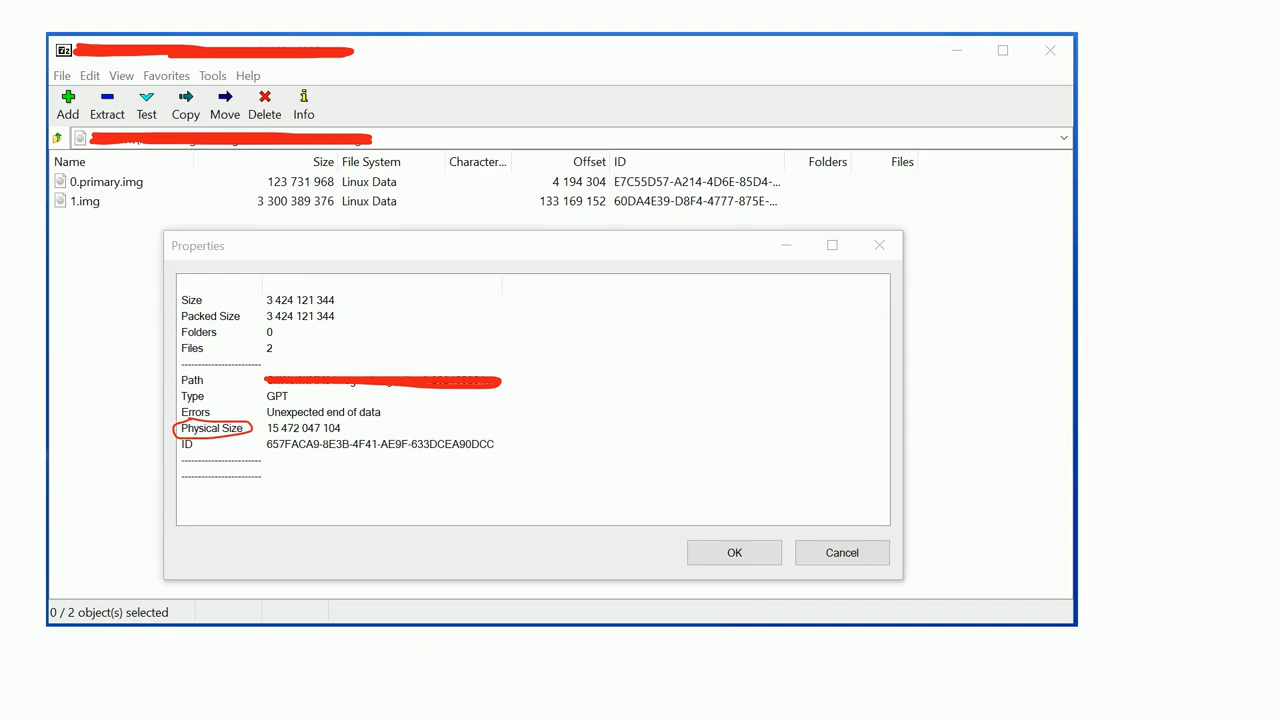 File Edit View Favorites Tools Help
Add Extract Test Copy Move Delete Info
Name Size File System Character... Offset ID Folders Files
0.primary.img 123 731 968 Linux Data 4 194 304 E7C55D57-A214-4D6E-85D4-...
1.img 3 300 389 376 Linux Data 133 169 152 60DA4E39-D8F4-4777-875E-...
Properties
Size 3 424 121 344
Packed Size 3 424 121 344
Folders 0
Files 2
-----------------------
Path
Type GPT
Errors Unexpected end of data
Physical Size 15 472 047 104
ID 657FACA9-8E3B-4F41-AE9F-633DCEA90DCC
-----------------------
-----------------------
OK Cancel
0 / 2 object(s) selected